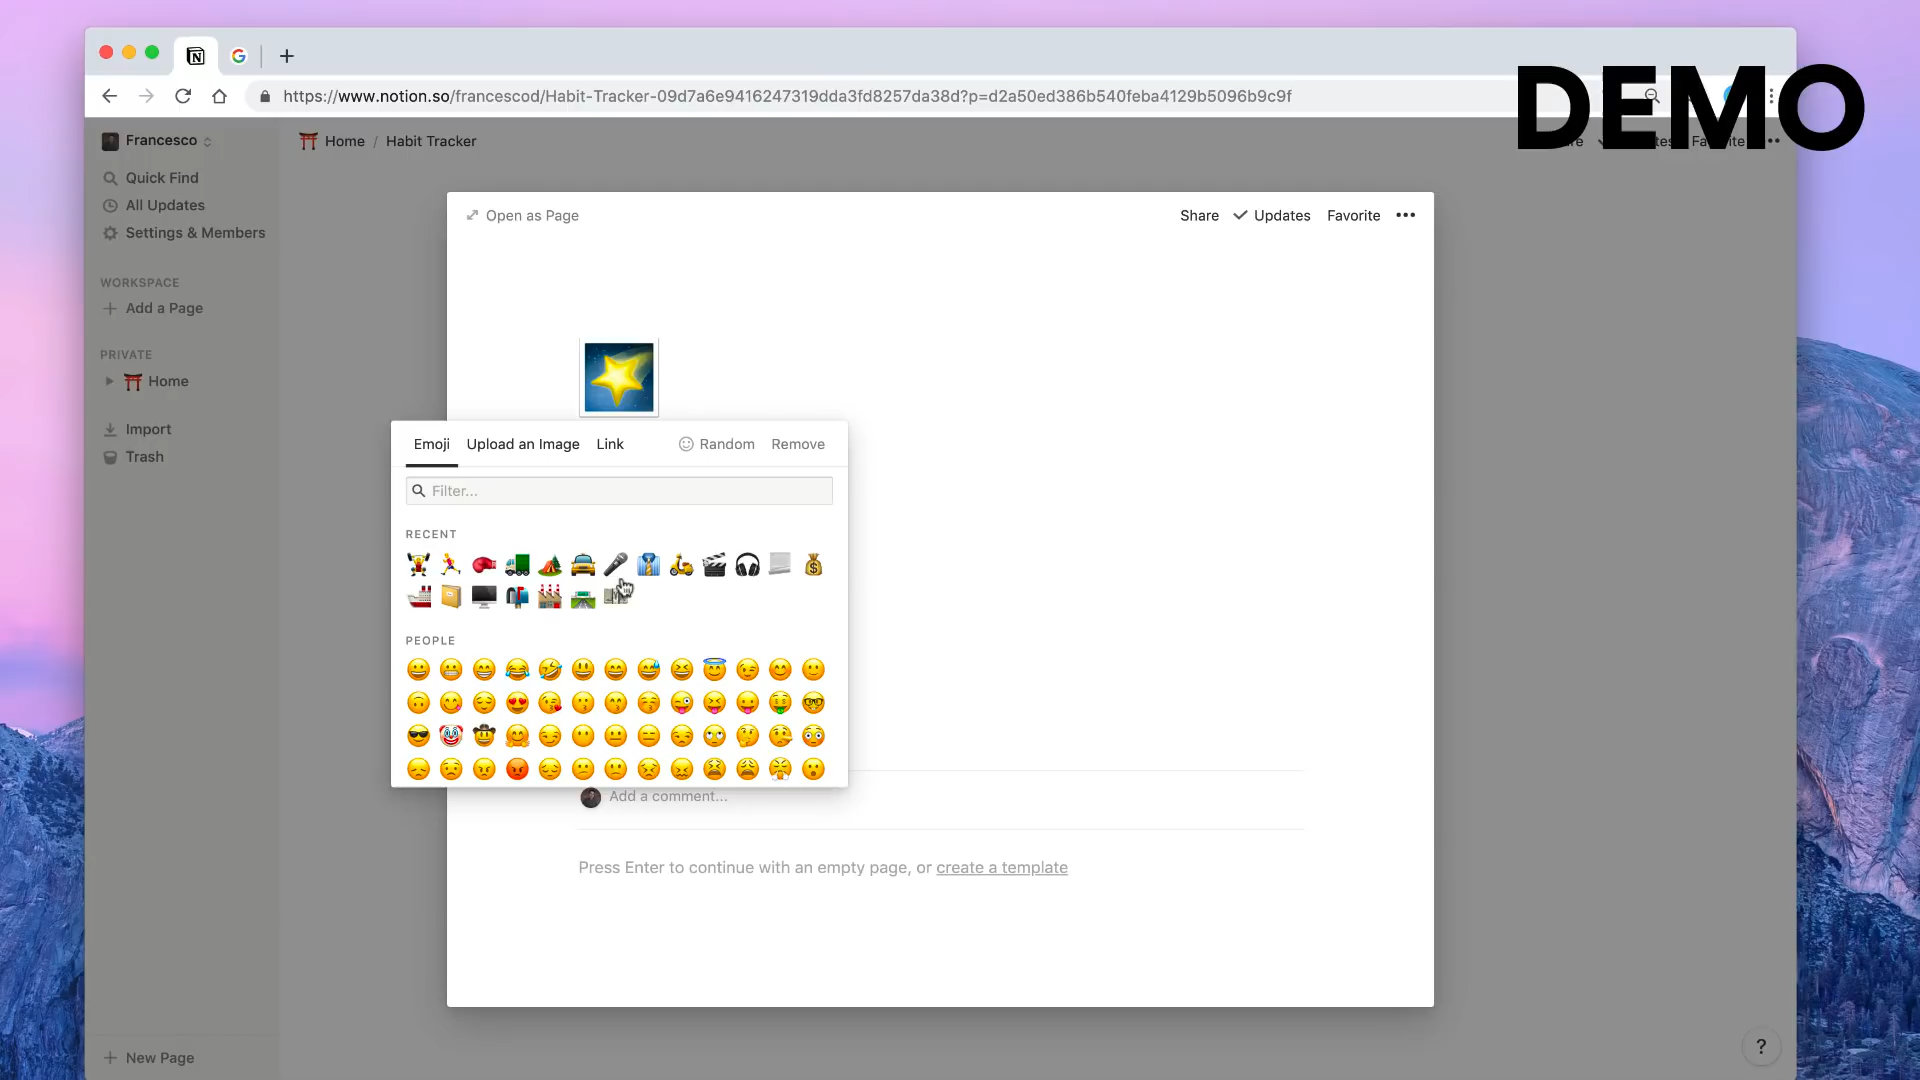 https://www.notion.so/francescod/Habit-Tracker-09d7a6e9416247319dda3fd8257da38d?p=d2a50ed386b540feba4129b5096b9c9f
DEMO
Francesco
Home / Habit Tracker
Favorite
Quick Find
All Updates
Settings & Members
WORKSPACE
Add a Page
PRIVATE
Home
Import
Trash
New Page
Open as Page
Share
Updates
Favorite
Emoji
Upload an Image
Link
Random
Remove
Filter...
RECENT
PEOPLE
Add a comment...
Press Enter to continue with an empty page, or create a template
?